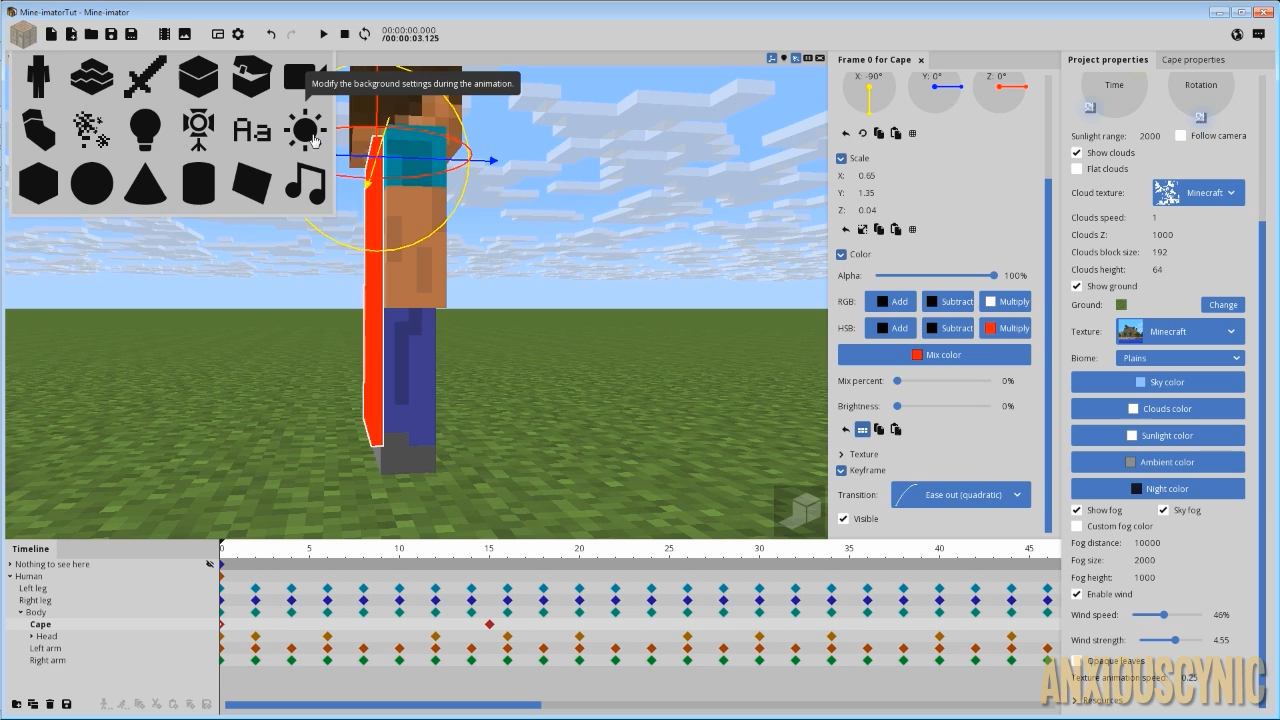 Mine-imatorTut - Mine-imator
00:00:00.000
/00:00:03.125
Modify the background settings during the animation.
Aa
Frame 0 for Cape
X: -90°
Y: 0°
Z: 0°
Scale
X: 0.65
Y: 1.35
Z: 0.04
Color
Alpha: 100%
RGB: Add Subtract Multiply
HSB: Add Subtract Multiply
Mix color
Mix percent: 0%
Brightness: 0%
Texture
Keyframe
Transition: Ease out (quadratic)
Visible
Project properties
Cape properties
Time
Rotation
Sunlight range: 2000
Follow camera
Show clouds
Flat clouds
Cloud texture: Minecraft
Clouds speed: 1
Clouds Z: 1000
Clouds block size: 192
Clouds height: 64
Show ground
Ground: Change
Texture: Minecraft
Biome: Plains
Sky color
Clouds color
Sunlight color
Ambient color
Night color
Show fog
Sky fog
Custom fog color
Fog distance: 10000
Fog size: 2000
Fog height: 1000
Enable wind
Wind speed: 46%
Wind strength: 4.55
Opaque leaves
Texture animation speed: 0.25
Resources
Timeline
0 5 10 15 20 25 30 35 40 45
Nothing to see here
Human
Left leg
Right leg
Body
Cape
Head
Left arm
Right arm
ANXIOUSCYNIC